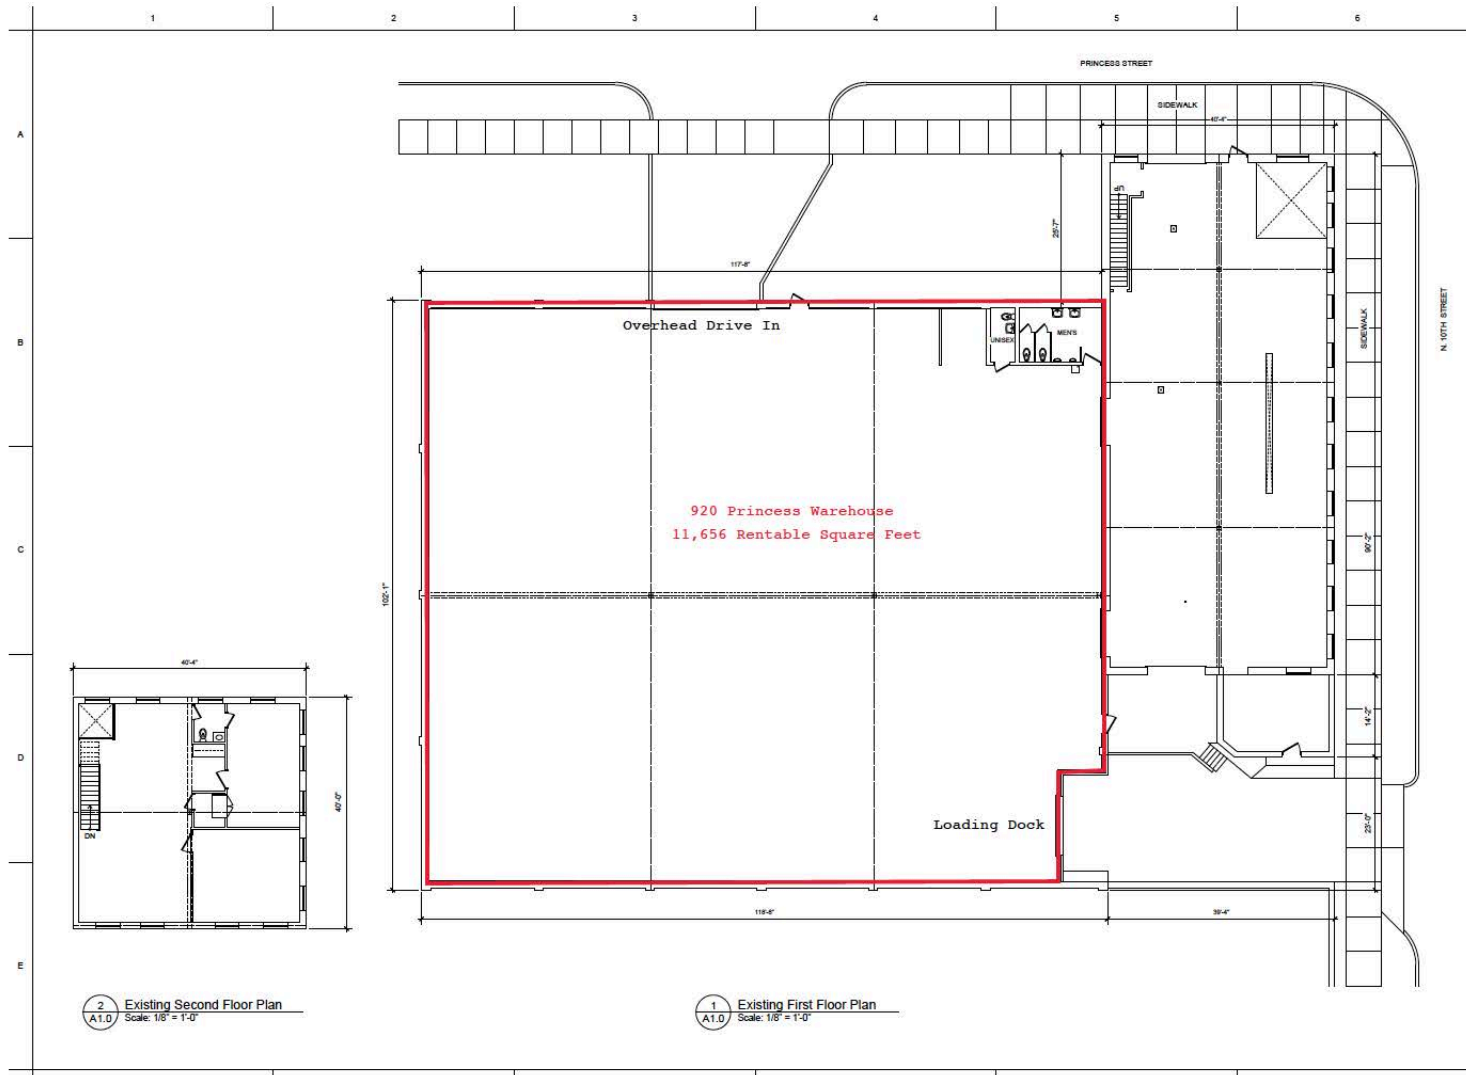 1 2 3 4 5 6
PRINCESS STREET
SIDEWALK
A
40'-4"
UP
25'-7"
117'-8"
N. 10TH STREET
SIDEWALK
Overhead Drive In
UNISEX
MEN'S
B
920 Princess Warehouse
11,656 Rentable Square Feet
C
90'-2"
102'-1"
40'-4"
14'-2"
D
40'-0"
DN
Loading Dock
23'-0"
118'-8"
39'-4"
E
2
A1.0
Existing Second Floor Plan
Scale: 1/8" = 1'-0"
1
A1.0
Existing First Floor Plan
Scale: 1/8" = 1'-0"